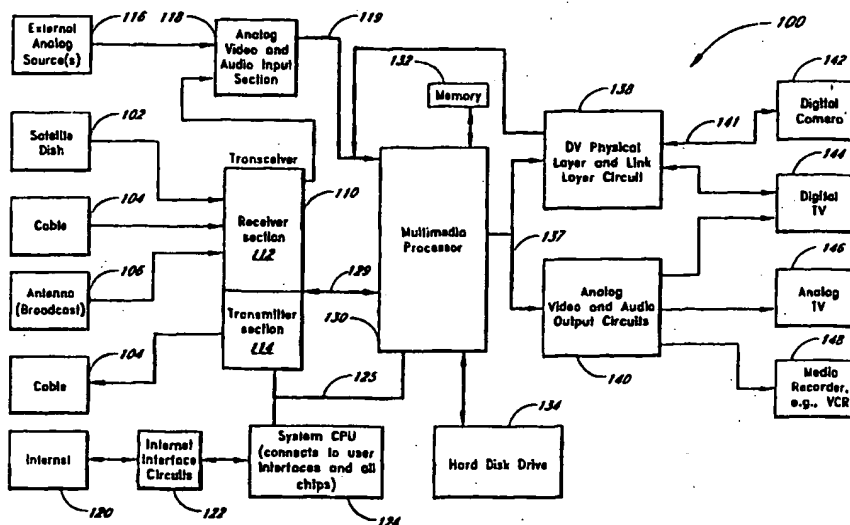 116
118
119
100
External
Analog
Source(s)
Analog
Video and
Audio Input
Section
132
Memory
138
142
Digital
Camera
102
Satellite
Dish
DV Physical
Layer and Link
Layer Circuit
141
144
Digital
TV
Transceiver
110
104
Cable
Receiver
section
112
Multimedia
Processor
137
106
Antenna
(Broadcast)
129
146
Analog
TV
Analog
Video and Audio
Output Circuits
Transmitter
section
114
130
104
Cable
140
148
Media
Recorder,
e.g., VCR
125
134
Hard Disk Drive
Internet
Internet
Interface
Circuits
System CPU
(connects to user
interfaces and all
chips)
120
122
124